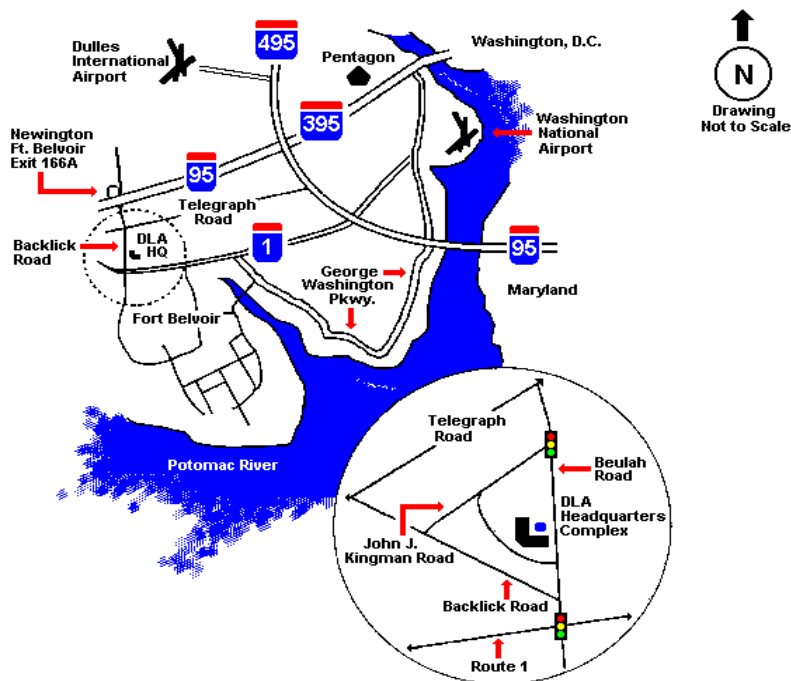 Dulles
International
Airport
495
Pentagon
Washington, D.C.
N
Drawing
Not to Scale
395
Washington
National
Airport
Newington
Ft. Belvoir
Exit 166A
95
Telegraph
Road
Backlick
Road
DLA
HQ
1
95
George
Washington
Pkwy.
Maryland
Fort Belvoir
Potomac River
Telegraph
Road
Beulah
Road
DLA
Headquarters
Complex
John J.
Kingman Road
Backlick Road
Route 1